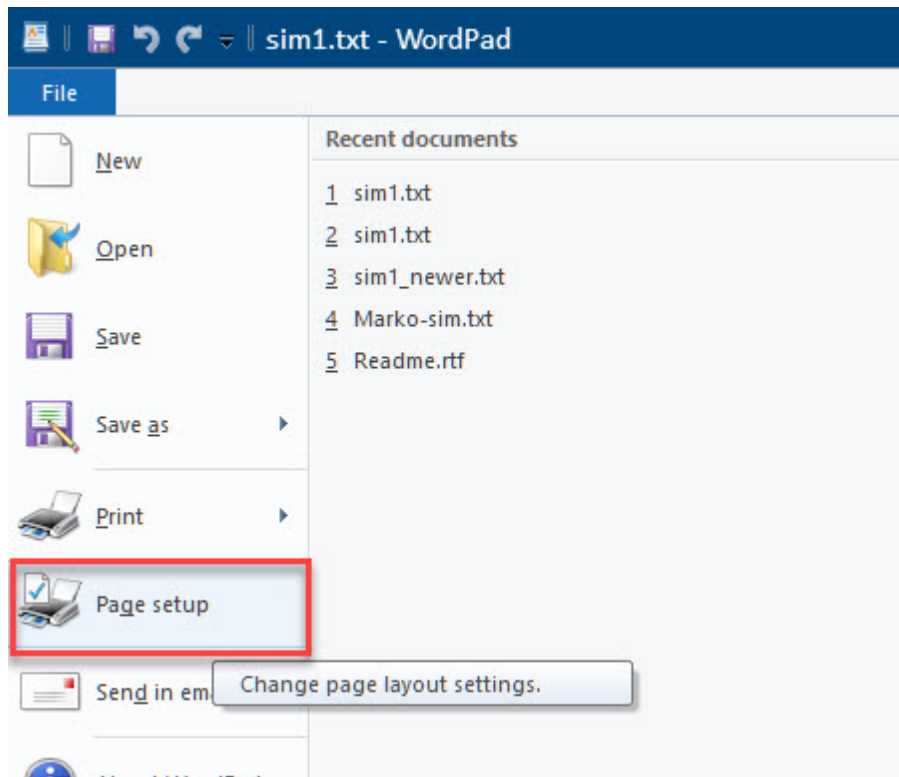 sim1.txt - WordPad
File
New
Open
Save
Save as
Print
Page setup
Send in em
Recent documents
1 sim1.txt
2 sim1.txt
3 sim1_newer.txt
4 Marko-sim.txt
5 Readme.rtf
Change page layout settings.